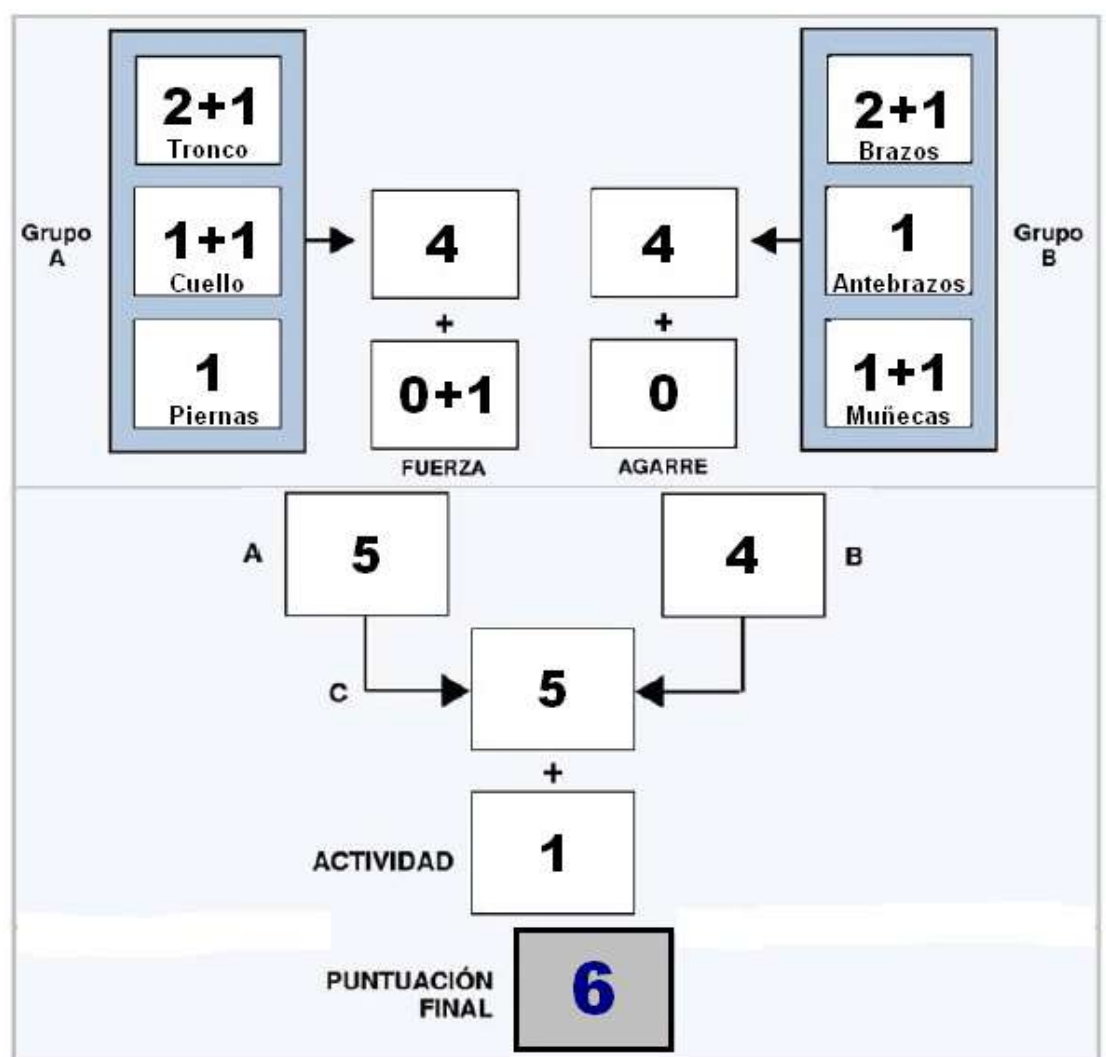 2+1
Tronco
1+1
Cuello
1
Piernas
Grupo
A
4
+
0+1
FUERZA
4
+
0
AGARRE
2+1
Brazos
1
Antebrazos
1+1
Muñecas
Grupo
B
A
5
4
B
C
5
+
ACTIVIDAD
1
PUNTUACIÓN
FINAL
6